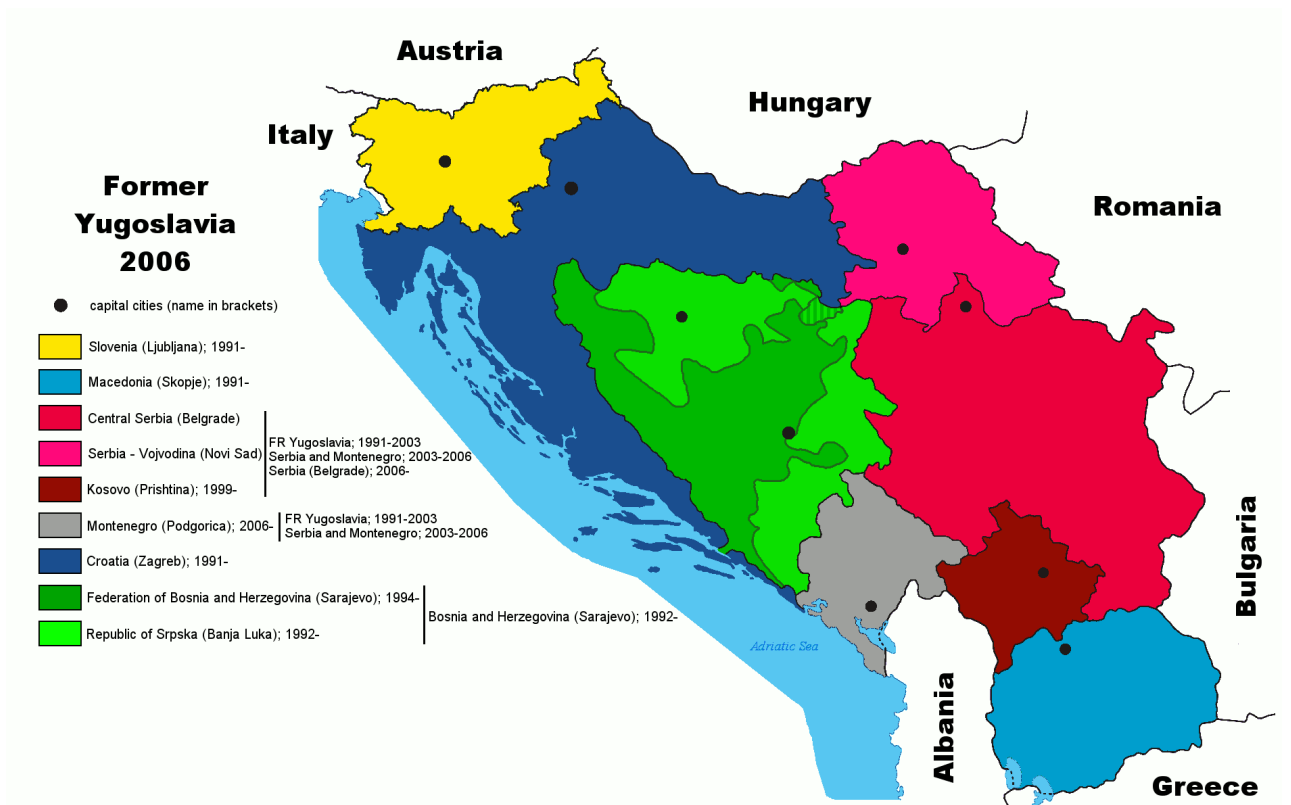 Austria
Hungary
Italy
Romania
Former
Yugoslavia
2006
capital cities (name in brackets)
Slovenia (Ljubljana); 1991-
Macedonia (Skopje); 1991-
Central Serbia (Belgrade)
Serbia - Vojvodina (Novi Sad)
Kosovo (Prishtina); 1999-
FR Yugoslavia; 1991-2003
Serbia and Montenegro; 2003-2006
Serbia (Belgrade); 2006-
Montenegro (Podgorica); 2006-
FR Yugoslavia; 1991-2003
Serbia and Montenegro; 2003-2006
Croatia (Zagreb); 1991-
Federation of Bosnia and Herzegovina (Sarajevo); 1994-
Republic of Srpska (Banja Luka); 1992-
Bosnia and Herzegovina (Sarajevo); 1992-
Adriatic Sea
Bulgaria
Albania
Greece